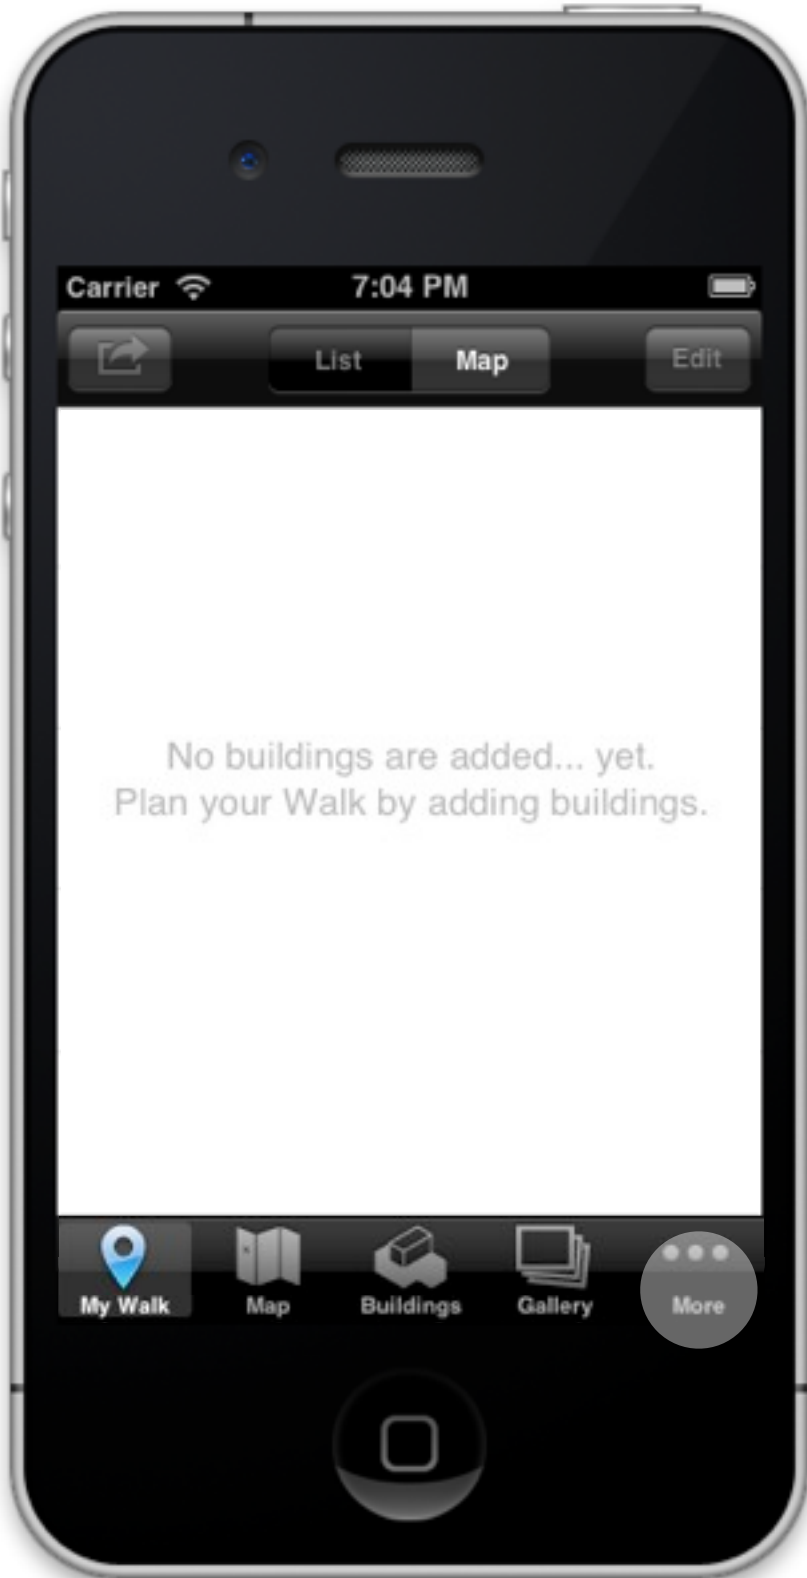 Carrier 7:04 PM
List Map Edit
No buildings are added... yet.
Plan your Walk by adding buildings.
My Walk Map Buildings Gallery More